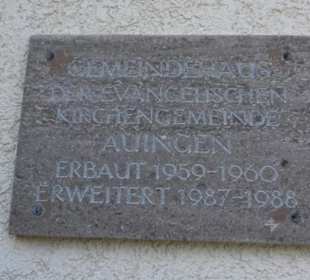 GEMEINDEHAUS
DER EVANGELISCHEN
KIRCHENGEMEINDE
AUINGEN
ERBAUT 1959-1960
ERWEITERT 1987-1988